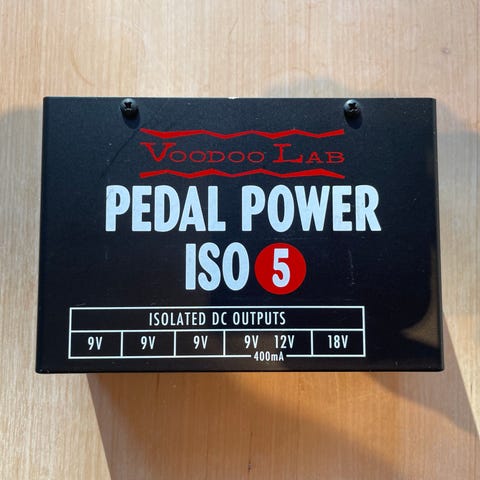 VOODOO LAB
PEDAL POWER
ISO 5
ISOLATED DC OUTPUTS
9V 9V 9V 9V 12V 18V
400mA